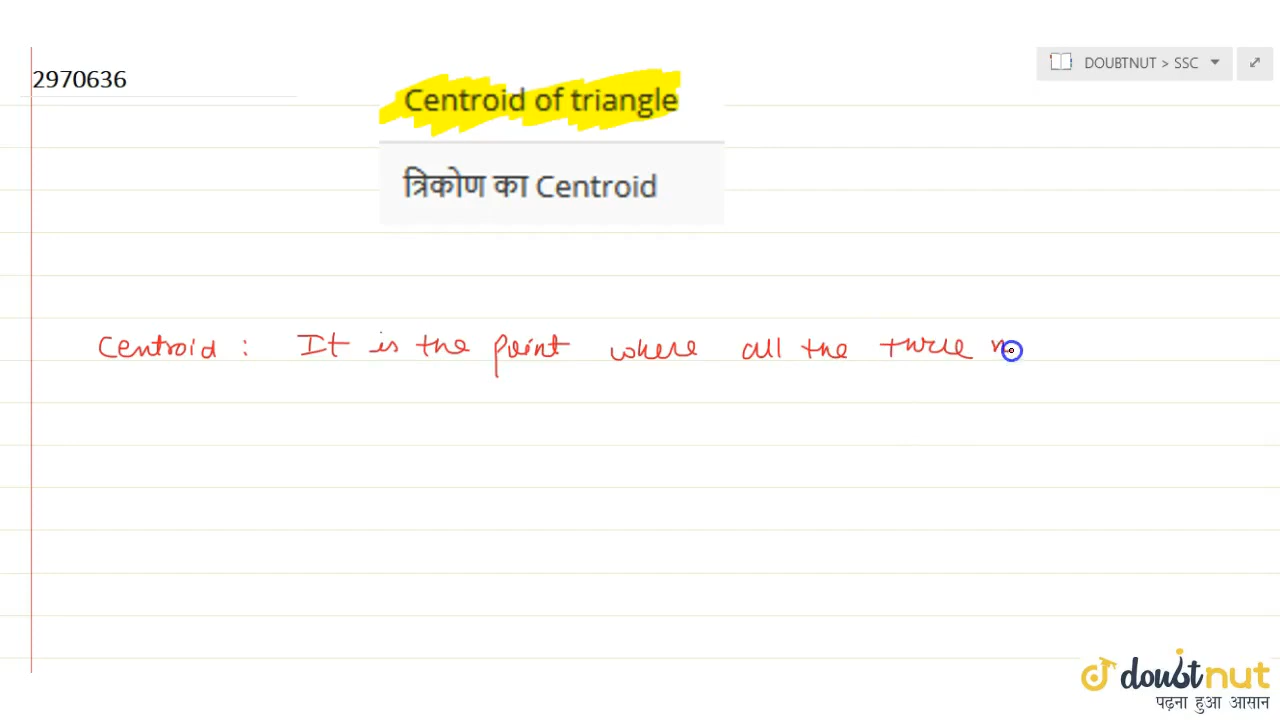 2970636
DOUBTNUT > SSC
Centroid of triangle
त्रिकोण का Centroid
Centroid : It is the point where all the three
doubtnut
पढ़ना हुआ आसान